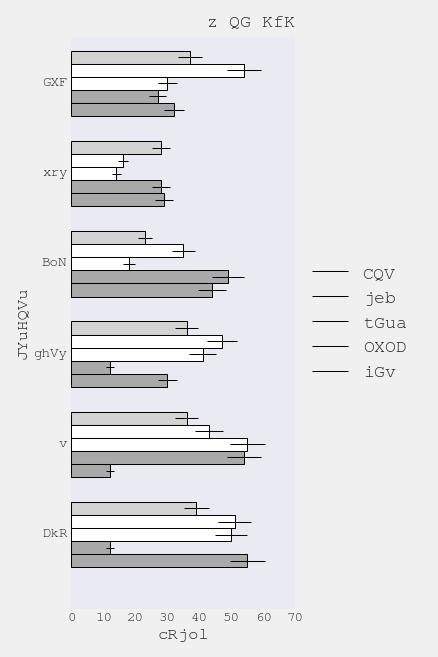 z QG KfK
GXF
xry
BoN
ghVy
v
DkR
JYuHQVu
0 10 20 30 40 50 60 70
cRjol
CQV
jeb
tGua
OXOD
iGv